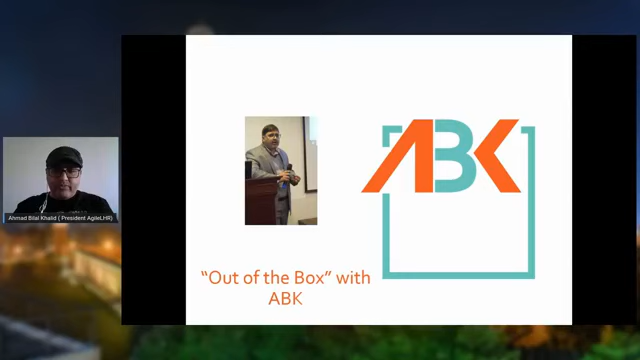 ABK
Ahmad Bilal Khalid ( President AgileLHR)
"Out of the Box" with
ABK